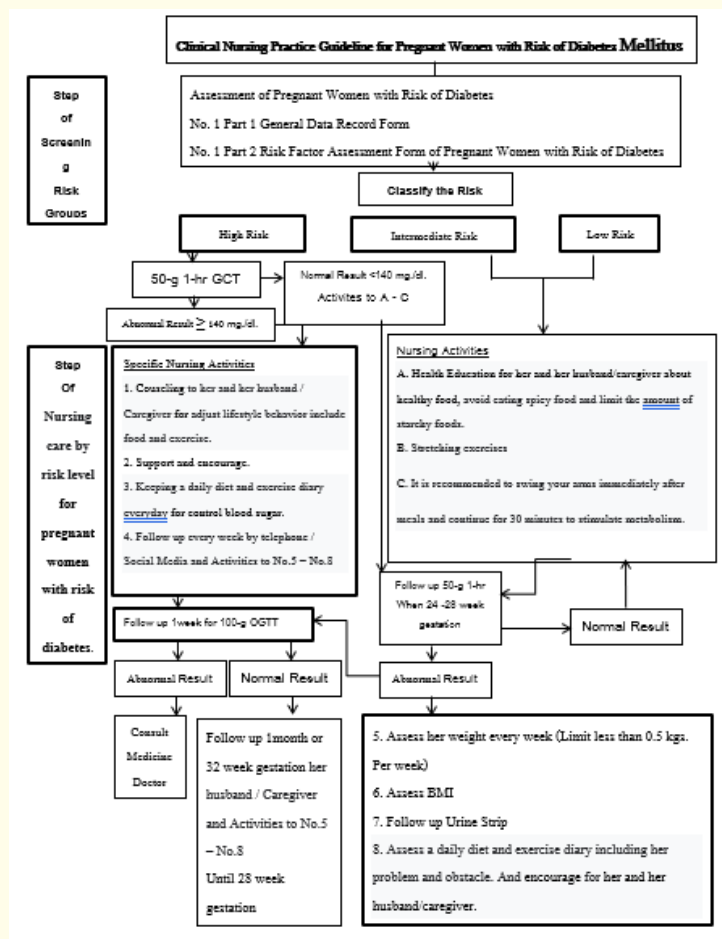 Clinical Nursing Practice Guideline for Pregnant Women with Risk of Diabetes Mellitus
Step
of
Screenin
g
Risk
Groups
Assessment of Pregnant Women with Risk of Diabetes
No. 1 Part 1 General Data Record Form
No. 1 Part 2 Risk Factor Assessment Form of Pregnant Women with Risk of Diabetes
Classify the Risk
High Risk
Intermediate Risk
Low Risk
50-g 1-hr GCT
Normal Result <140 mg./dl.
Activites to A - C
Abnormal Result ≥ 140 mg./dl.
Step
Of
Nursing
care by
risk level
for
pregnant
women
with risk
of
diabetes.
Specific Nursing Activities
1. Counseling to her and her husband /
Caregiver for adjust lifestyle behavior include
food and exercise.
2. Support and encourage.
3. Keeping a daily diet and exercise diary
everyday for control blood sugar.
4. Follow up every week by telephone /
Social Media and Activities to No.5 – No.8
Nursing Activities
A. Health Education for her and her husband/caregiver about
healthy food, avoid eating spicy food and limit the amount of
starchy foods.
B. Stretching exercises
C. It is recommended to swing your arms immediately after
meals and continue for 30 minutes to stimulate metabolism.
Follow up 50-g 1-hr
When 24 -28 week
gestation
Normal Result
Follow up 1week for 100-g OGTT
Abnormal Result
Normal Result
Abnormal Result
Consult
Medicine
Doctor
Follow up 1month or
32 week gestation her
husband / Caregiver
and Activities to No.5
– No.8
Until 28 week
gestation
5. Assess her weight every week (Limit less than 0.5 kgs.
Per week)
6. Assess BMI
7. Follow up Urine Strip
8. Assess a daily diet and exercise diary including her
problem and obstacle. And encourage for her and her
husband/caregiver.